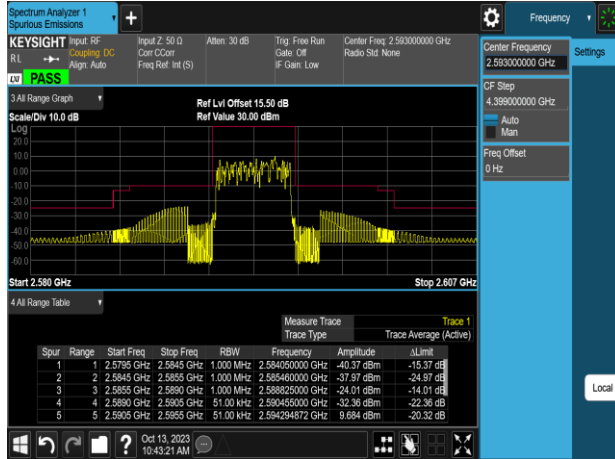 Spectrum Analyzer 1
Spurious Emissions
Frequency
KEYSIGHT Input: RF
Coupling: DC
Align: Auto
RL
Input Z: 50 Ω
Corr CCorr
Freq Ref: Int (S)
Atten: 30 dB
Trig: Free Run
Gate: Off
IF Gain: Low
Center Freq: 2.593000000 GHz
Radio Std: None
LXI PASS
Center Frequency
2.593000000 GHz
Settings
CF Step
4.399000000 GHz
Auto
Man
Freq Offset
0 Hz
Local
3 All Range Graph
Scale/Div 10.0 dB
Ref Lvl Offset 15.50 dB
Ref Value 30.00 dBm
Log
20.0
10.0
0.00
-10.0
-20.0
-30.0
-40.0
-50.0
-60.0
Start 2.580 GHz Stop 2.607 GHz
4 All Range Table
Measure Trace Trace 1
Trace Type Trace Average (Active)
Spur Range Start Freq Stop Freq RBW Frequency Amplitude ΔLimit
1 1 2.5795 GHz 2.5845 GHz 1.000 MHz 2.584050000 GHz -40.37 dBm -15.37 dB
2 2 2.5845 GHz 2.5855 GHz 1.000 MHz 2.585460000 GHz -37.97 dBm -24.97 dB
3 3 2.5855 GHz 2.5890 GHz 1.000 MHz 2.588825000 GHz -24.01 dBm -14.01 dB
4 4 2.5890 GHz 2.5905 GHz 51.00 kHz 2.590455000 GHz -32.36 dBm -22.36 dB
5 5 2.5905 GHz 2.5955 GHz 51.00 kHz 2.594294872 GHz 9.684 dBm -20.32 dB
?
Oct 13, 2023
10:43:21 AM